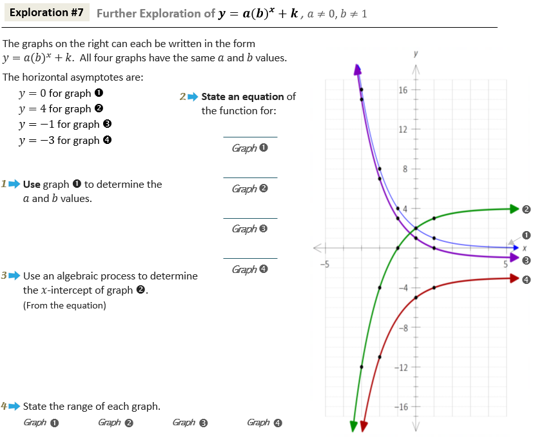 Exploration #7 Further Exploration of y = a(b)ˣ + k , a ≠ 0, b ≠ 1
The graphs on the right can each be written in the form
y = a(b)ˣ + k. All four graphs have the same a and b values.
The horizontal asymptotes are:
y = 0 for graph ❶
y = 4 for graph ❷
y = −1 for graph ❸
y = −3 for graph ❹
2➡ State an equation of
the function for:
Graph ❶
Graph ❷
Graph ❸
Graph ❹
1➡ Use graph ❶ to determine the
a and b values.
3➡ Use an algebraic process to determine
the x-intercept of graph ❷.
(From the equation)
4➡ State the range of each graph.
Graph ❶ Graph ❷ Graph ❸ Graph ❹
y
16
12
8
4
❷
❶
x
−5
5
❸
❹
−4
−8
−12
−16